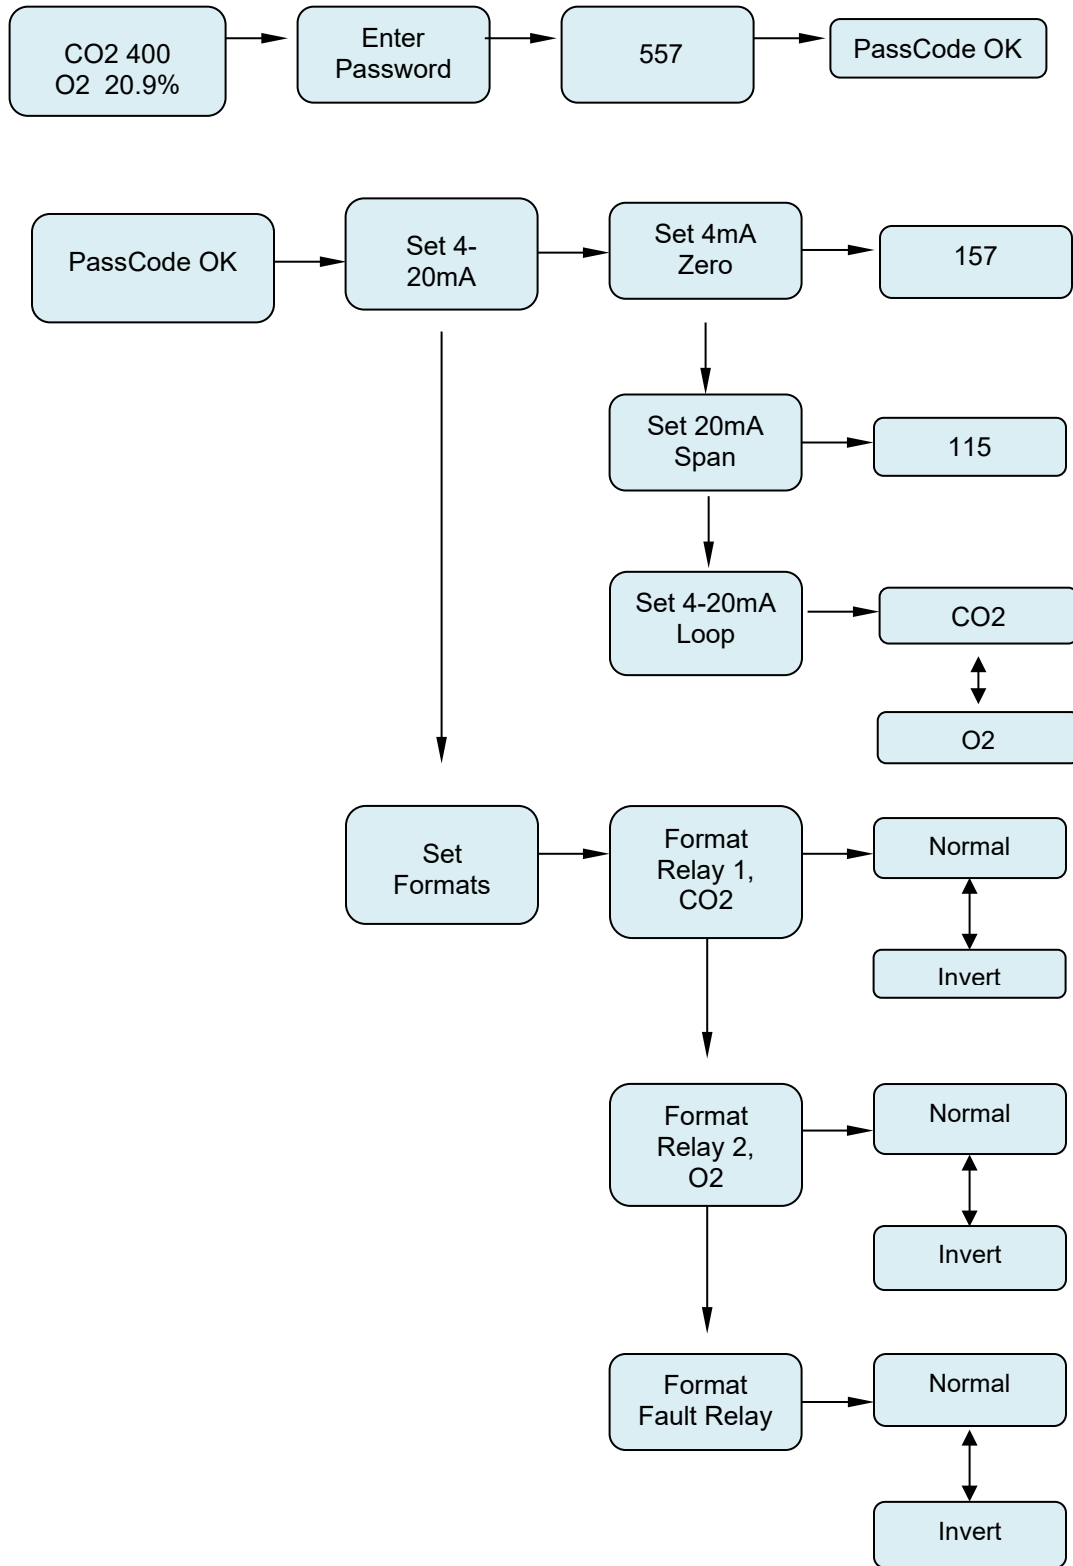 CO2 400
O2  20.9%
Enter
Password
557
PassCode OK
PassCode OK
Set 4-
20mA
Set 4mA
Zero
157
Set 20mA
Span
115
Set 4-20mA
Loop
CO2
O2
Set
Formats
Format
Relay 1,
CO2
Normal
Invert
Format
Relay 2,
O2
Normal
Invert
Format
Fault Relay
Normal
Invert